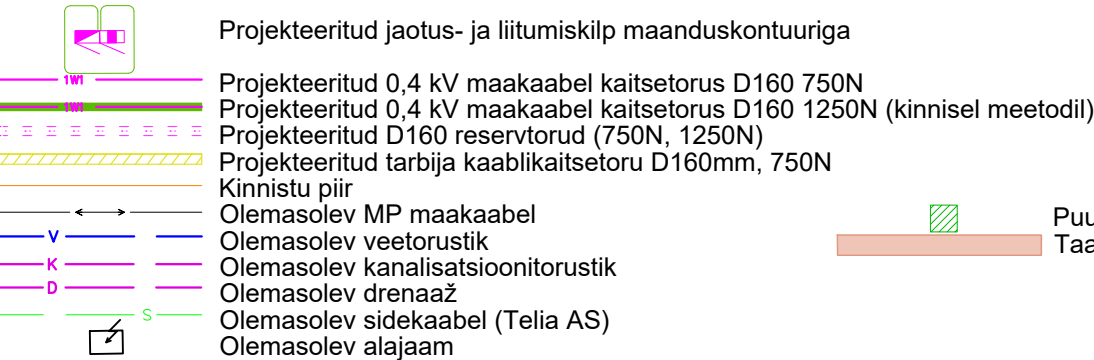 Projekteeritud jaotus- ja liitumiskilp maanduskontuuriga
1W1 Projekteeritud 0,4 kV maakaabel kaitsetorus D160 750N
1W1 Projekteeritud 0,4 kV maakaabel kaitsetorus D160 1250N (kinnisel meetodil)
Projekteeritud D160 reservtorud (750N, 1250N)
Projekteeritud tarbija kaablikaitsetoru D160mm, 750N
Kinnistu piir
Olemasolev MP maakaabel
V Olemasolev veetorustik
K Olemasolev kanalisatsioonitorustik
D Olemasolev drenaaž
S Olemasolev sidekaabel (Telia AS)
Olemasolev alajaam